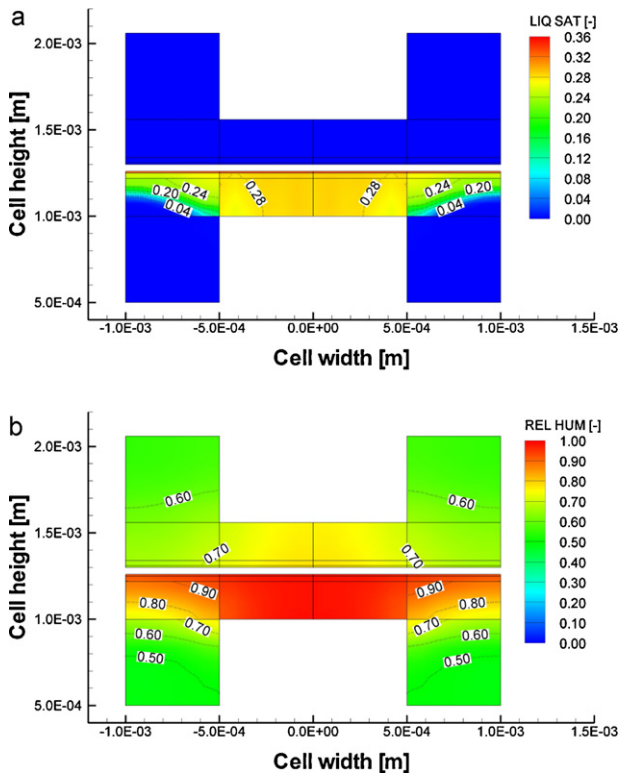 a
LIQ SAT [-]
0.36
0.32
0.28
0.24
0.20
0.16
0.12
0.08
0.04
0.00
Cell height [m]
2.0E-03
1.5E-03
1.0E-03
5.0E-04
0.20
0.24
0.04
0.28
0.28
0.24
0.20
0.04
-1.0E-03 -5.0E-04 0.0E+00 5.0E-04 1.0E-03 1.5E-03
Cell width [m]
b
REL HUM [-]
1.00
0.90
0.80
0.70
0.60
0.50
0.40
0.30
0.20
0.10
0.00
Cell height [m]
2.0E-03
1.5E-03
1.0E-03
5.0E-04
0.60
0.60
0.70
0.70
0.90
0.90
0.80
0.80
0.70
0.70
0.60
0.60
0.50
0.50
-1.0E-03 -5.0E-04 0.0E+00 5.0E-04 1.0E-03 1.5E-03
Cell width [m]